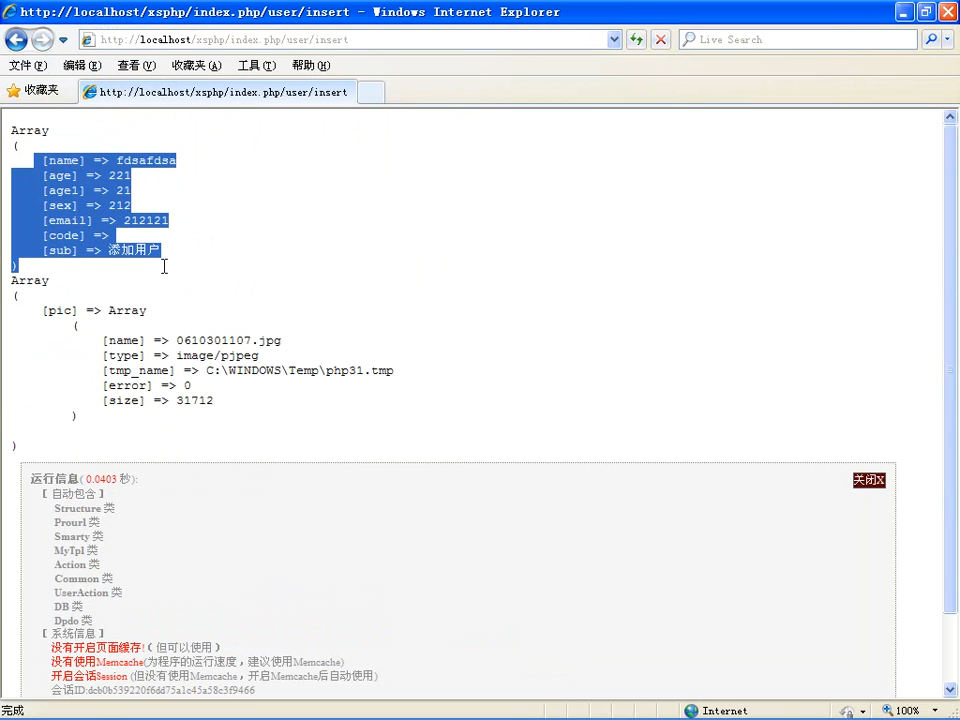 http://localhost/xsphp/index.php/user/insert - Windows Internet Explorer
http://localhost/xsphp/index.php/user/insert
Live Search
文件(F) 编辑(E) 查看(V) 收藏夹(A) 工具(T) 帮助(H)
收藏夹 http://localhost/xsphp/index.php/user/insert
Array
(
[name] => fdsafdsa
[age] => 221
[age1] => 21
[sex] => 212
[email] => 212121
[code] =>
[sub] => 添加用户
)
Array
(
[pic] => Array
(
[name] => 0610301107.jpg
[type] => image/pjpeg
[tmp_name] => C:\WINDOWS\Temp\php31.tmp
[error] => 0
[size] => 31712
)
)
运行信息( 0.0403 秒): 关闭X
[ 自动包含 ]
Structure 类
Prourl 类
Smarty 类
MyTpl 类
Action 类
Common 类
UserAction 类
DB 类
Dpdo 类
[ 系统信息 ]
没有开启页面缓存! ( 但可以使用 )
没有使用Memcache(为程序的运行速度，建议使用Memcache)
开启会话Session (但没有使用Memcache，开启Memcache后自动使用)
会话ID:dcb0b539220f6dd75a1c45a58c3f9466
完成 Internet 100%